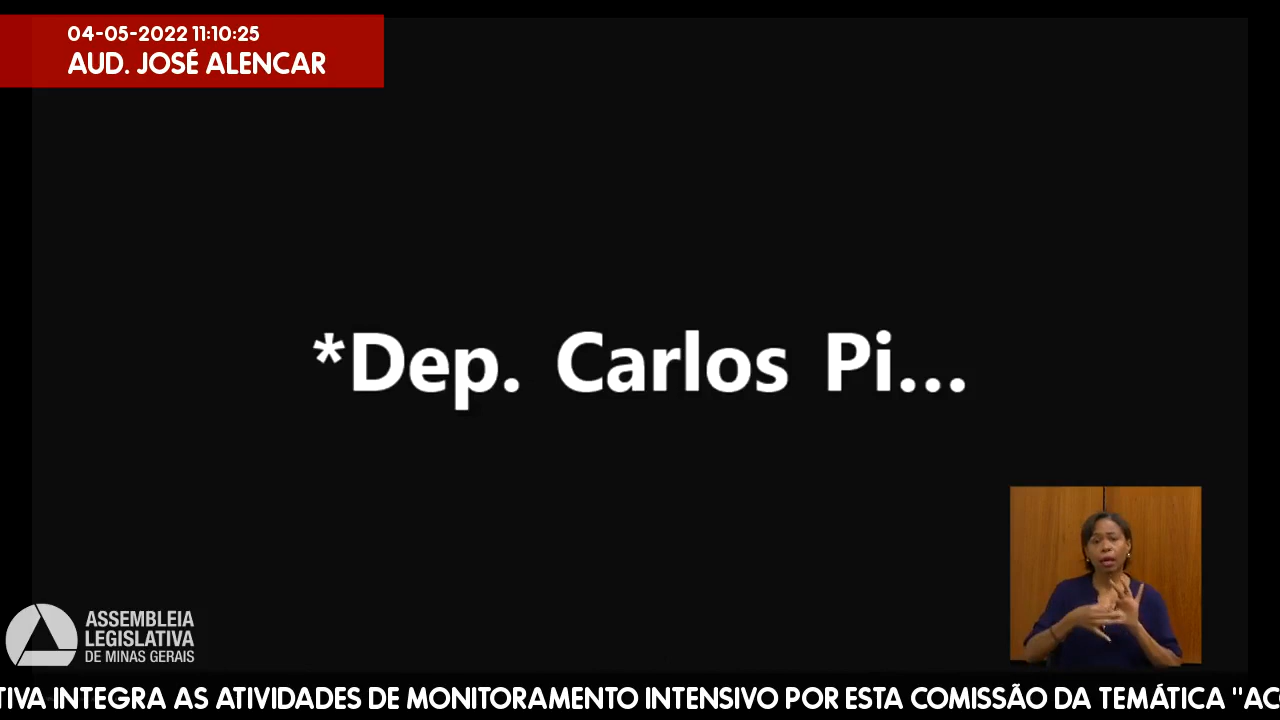 04-05-2022 11:10:25
AUD. JOSÉ ALENCAR
*Dep. Carlos Pi...
ASSEMBLEIA
LEGISLATIVA
DE MINAS GERAIS
TIVA INTEGRA AS ATIVIDADES DE MONITORAMENTO INTENSIVO POR ESTA COMISSÃO DA TEMÁTICA "AC